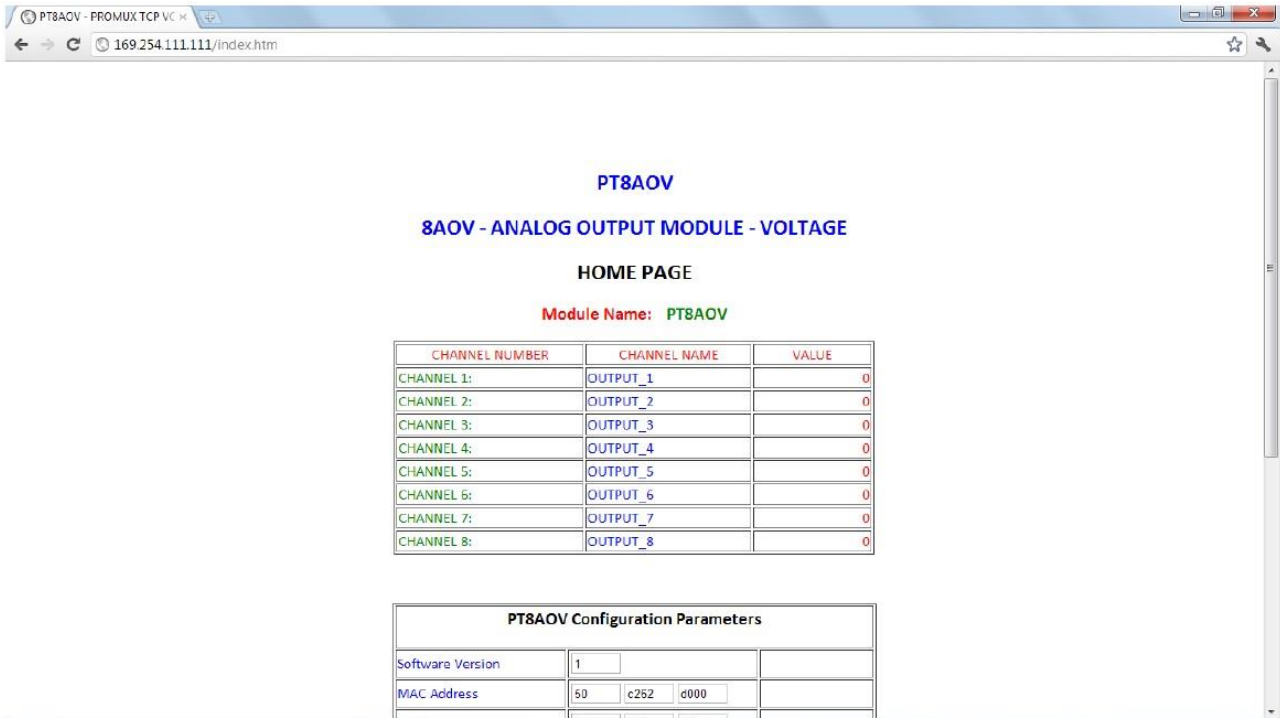 PT8AOV - PROMUX TCP VC
169.254.111.111/index.htm
PT8AOV
8AOV - ANALOG OUTPUT MODULE - VOLTAGE
HOME PAGE
Module Name: PT8AOV
CHANNEL NUMBER CHANNEL NAME VALUE
CHANNEL 1: OUTPUT_1 0
CHANNEL 2: OUTPUT_2 0
CHANNEL 3: OUTPUT_3 0
CHANNEL 4: OUTPUT_4 0
CHANNEL 5: OUTPUT_5 0
CHANNEL 6: OUTPUT_6 0
CHANNEL 7: OUTPUT_7 0
CHANNEL 8: OUTPUT_8 0
PT8AOV Configuration Parameters
Software Version 1
MAC Address 50 c262 d000